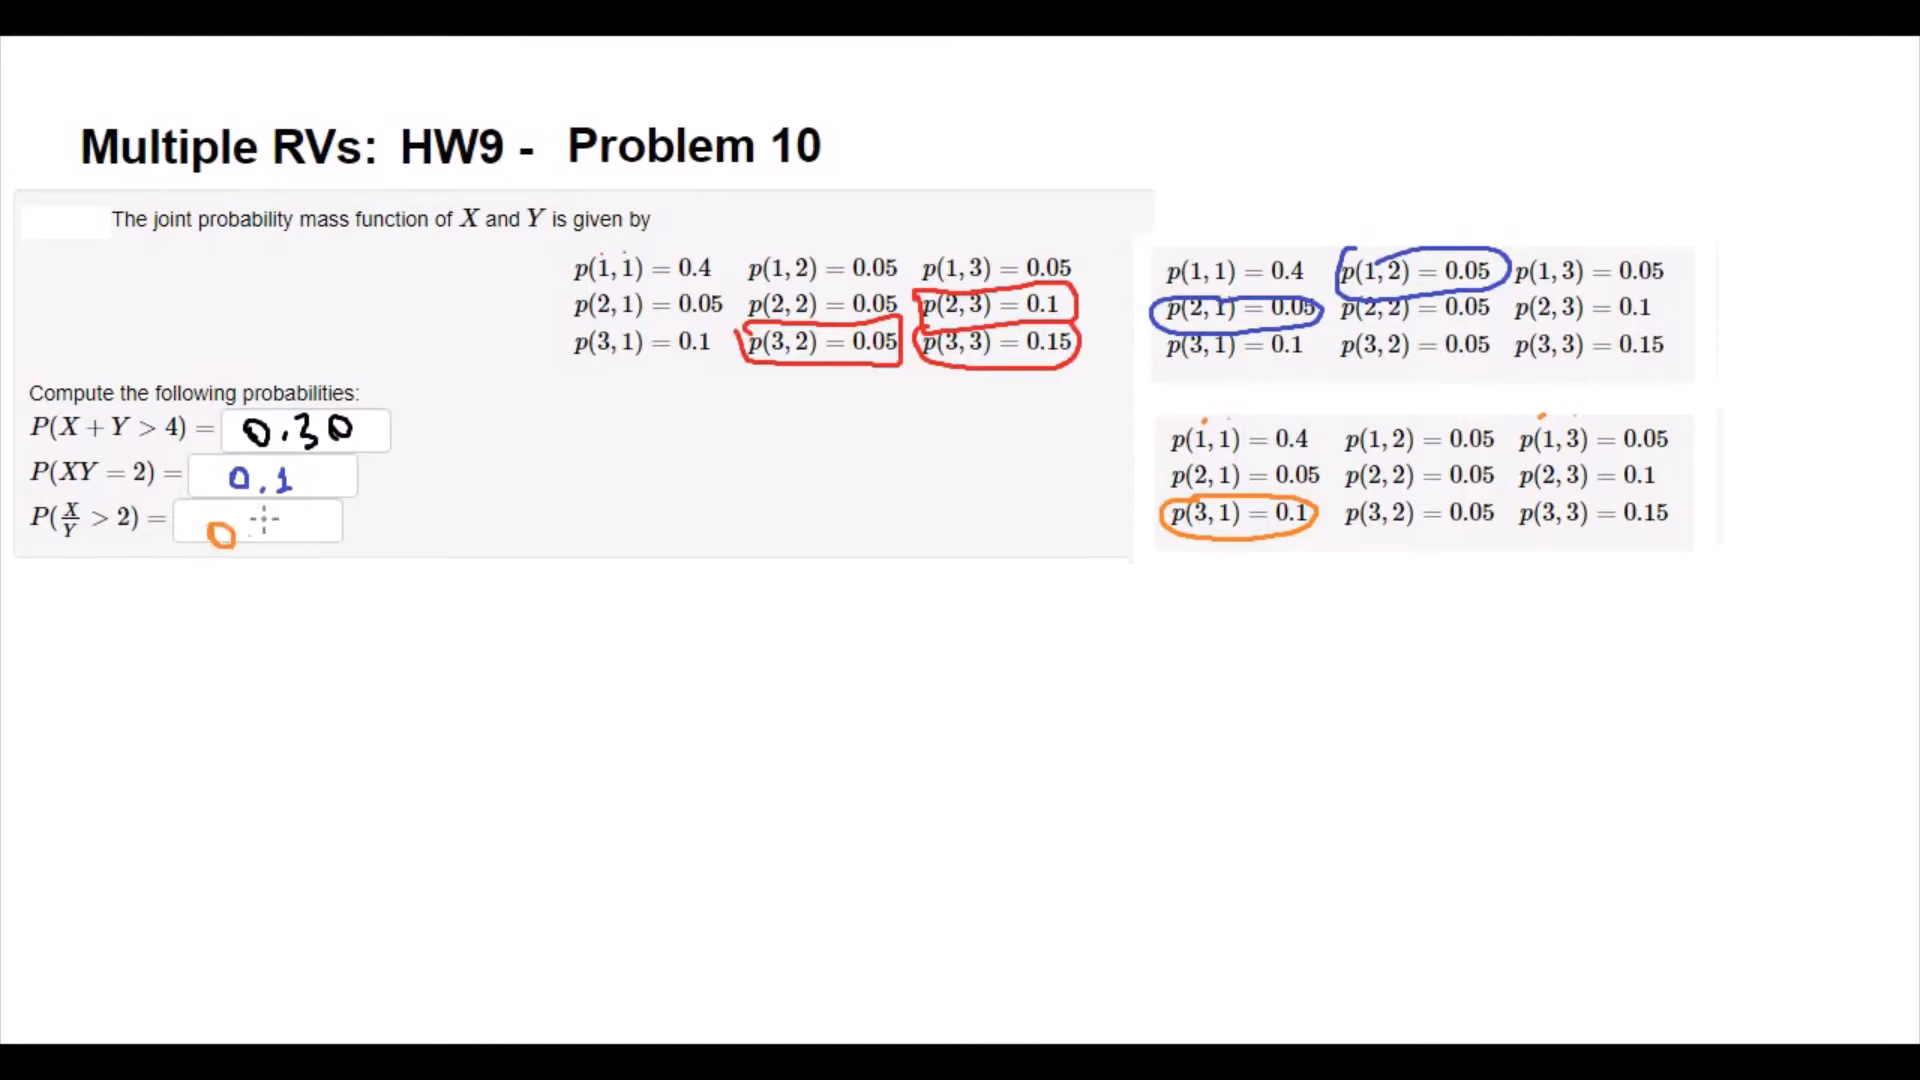 Multiple RVs: HW9 - Problem 10
The joint probability mass function of X and Y is given by
p(1, 1) = 0.4 p(1, 2) = 0.05 p(1, 3) = 0.05
p(2, 1) = 0.05 p(2, 2) = 0.05 p(2, 3) = 0.1
p(3, 1) = 0.1 p(3, 2) = 0.05 p(3, 3) = 0.15
Compute the following probabilities:
P(X + Y > 4) = 0.30
P(XY = 2) = 0.1
P(X/Y > 2) = 0
p(1, 1) = 0.4 p(1, 2) = 0.05 p(1, 3) = 0.05
p(2, 1) = 0.05 p(2, 2) = 0.05 p(2, 3) = 0.1
p(3, 1) = 0.1 p(3, 2) = 0.05 p(3, 3) = 0.15
p(1, 1) = 0.4 p(1, 2) = 0.05 p(1, 3) = 0.05
p(2, 1) = 0.05 p(2, 2) = 0.05 p(2, 3) = 0.1
p(3, 1) = 0.1 p(3, 2) = 0.05 p(3, 3) = 0.15